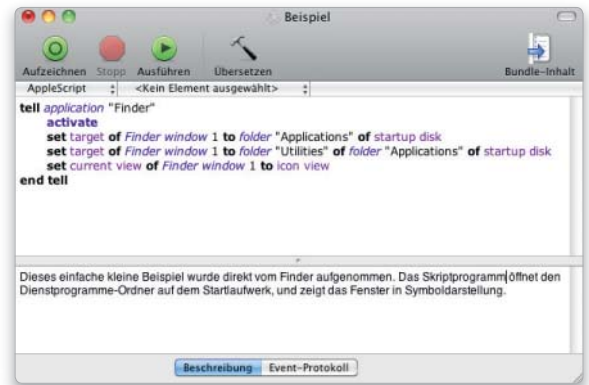 Beispiel
Aufzeichnen Stopp Ausführen Übersetzen Bundle-Inhalt
AppleScript <Kein Element ausgewählt>
tell application "Finder"
activate
set target of Finder window 1 to folder "Applications" of startup disk
set target of Finder window 1 to folder "Utilities" of folder "Applications" of startup disk
set current view of Finder window 1 to icon view
end tell
Dieses einfache kleine Beispiel wurde direkt vom Finder aufgenommen. Das Skriptprogramm öffnet den
Dienstprogramme-Ordner auf dem Startlaufwerk, und zeigt das Fenster in Symboldarstellung.
Beschreibung Event-Protokoll